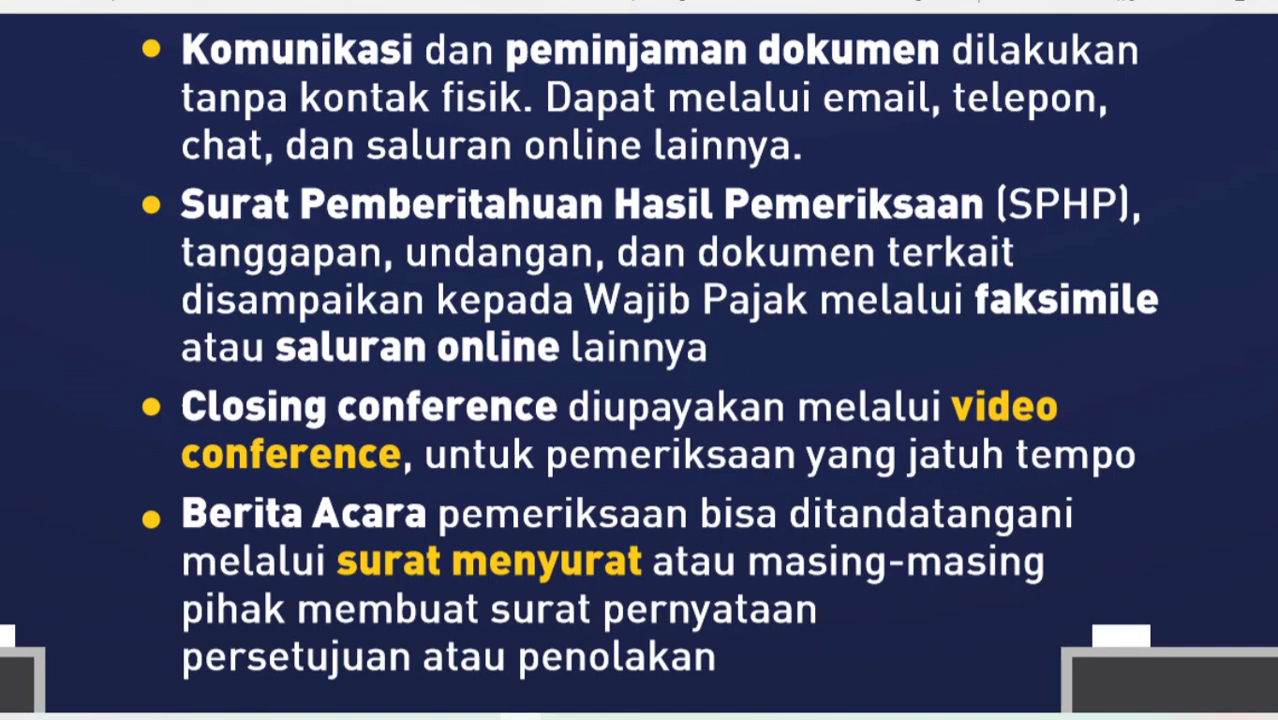 Komunikasi dan peminjaman dokumen dilakukan
tanpa kontak fisik. Dapat melalui email, telepon,
chat, dan saluran online lainnya.
Surat Pemberitahuan Hasil Pemeriksaan (SPHP),
tanggapan, undangan, dan dokumen terkait
disampaikan kepada Wajib Pajak melalui faksimile
atau saluran online lainnya
Closing conference diupayakan melalui video
conference, untuk pemeriksaan yang jatuh tempo
Berita Acara pemeriksaan bisa ditandatangani
melalui surat menyurat atau masing-masing
pihak membuat surat pernyataan
persetujuan atau penolakan